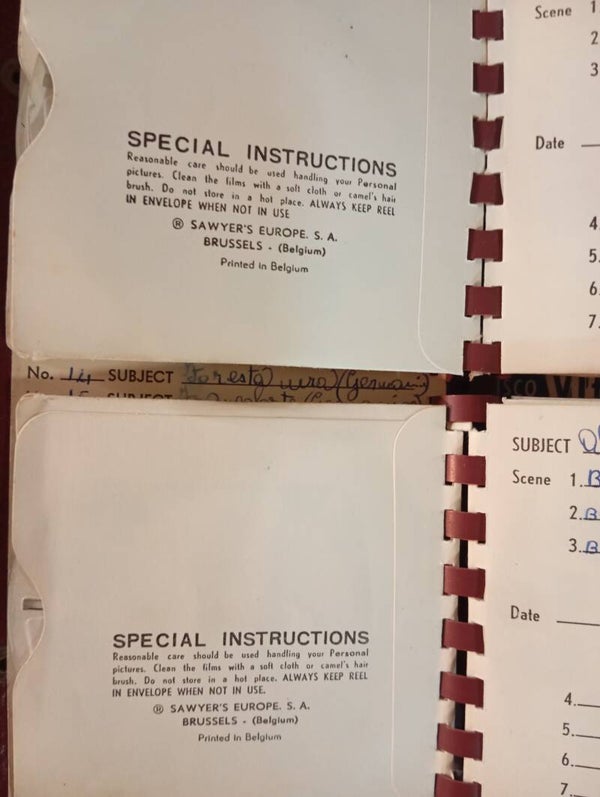 SPECIAL INSTRUCTIONS
Reasonable care should be used handling your Personal
pictures. Clean the films with a soft cloth or camel's hair
brush. Do not store in a hot place. ALWAYS KEEP REEL
IN ENVELOPE WHEN NOT IN USE
® SAWYER'S EUROPE. S. A.
BRUSSELS - (Belgium)
Printed in Belgium
Scene 1
2
3
Date
4
5.
6
7.
No. 14 SUBJECT Foresta nera (Germania)
SUBJECT
SPECIAL INSTRUCTIONS
Reasonable care should be used handling your Personal
pictures. Clean the films with a soft cloth or camel's hair
brush. Do not store in a hot place. ALWAYS KEEP REEL
IN ENVELOPE WHEN NOT IN USE.
® SAWYER'S EUROPE. S. A.
BRUSSELS - (Belgium)
Printed in Belgium
SUBJECT
Scene 1. B
2. B
3. B
Date
4.
5.
6.
7.